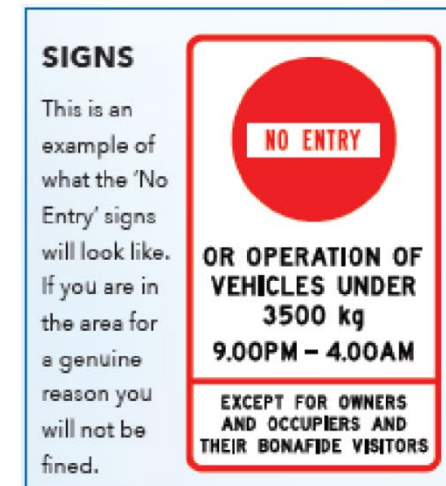 SIGNS
This is an
example of
what the ‘No
Entry’ signs
will look like.
If you are in
the area for
a genuine
reason you
will not be
fined.
NO ENTRY
OR OPERATION OF
VEHICLES UNDER
3500 kg
9.00PM – 4.00AM
EXCEPT FOR OWNERS
AND OCCUPIERS AND
THEIR BONAFIDE VISITORS